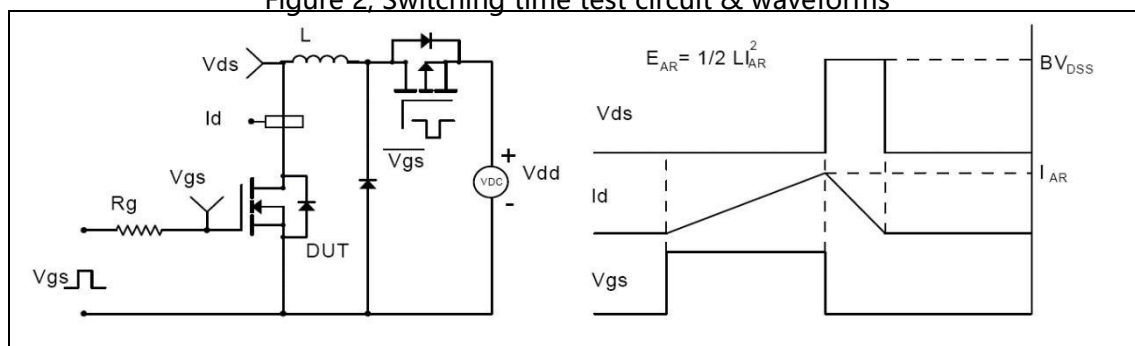 Figure 2, Switching time test circuit & waveforms
L
Vds
Id
Vgs
Vgs
Rg
DUT
Vgs
+
VDC
Vdd
-
E_AR = 1/2 LI_AR^2
BV_DSS
Vds
I_AR
Id
Vgs